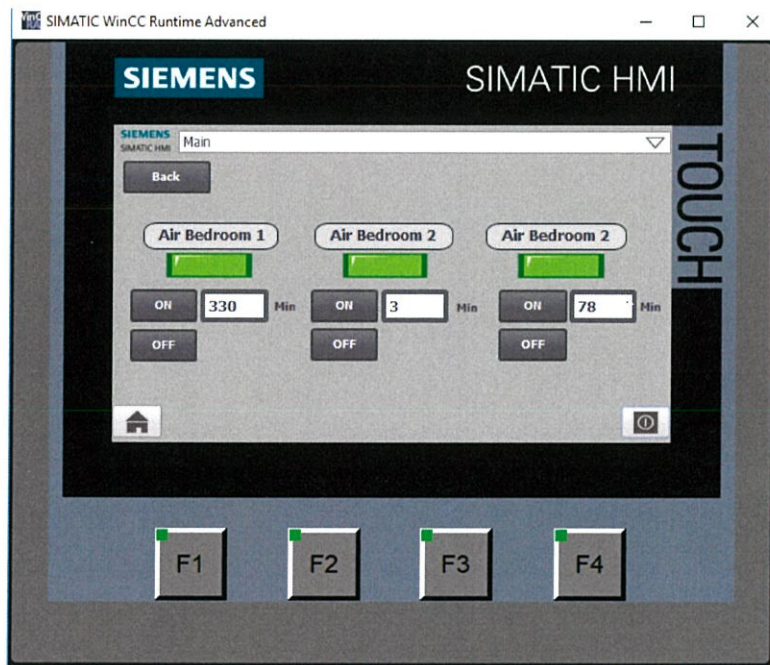 SIMATIC WinCC Runtime Advanced
SIEMENS
SIMATIC HMI
TOUCH
SIEMENS
SIMATIC HMI
Main
Back
Air Bedroom 1
Air Bedroom 2
Air Bedroom 2
ON 330 Min ON 3 Min ON 78 Min
OFF OFF OFF
F1 F2 F3 F4